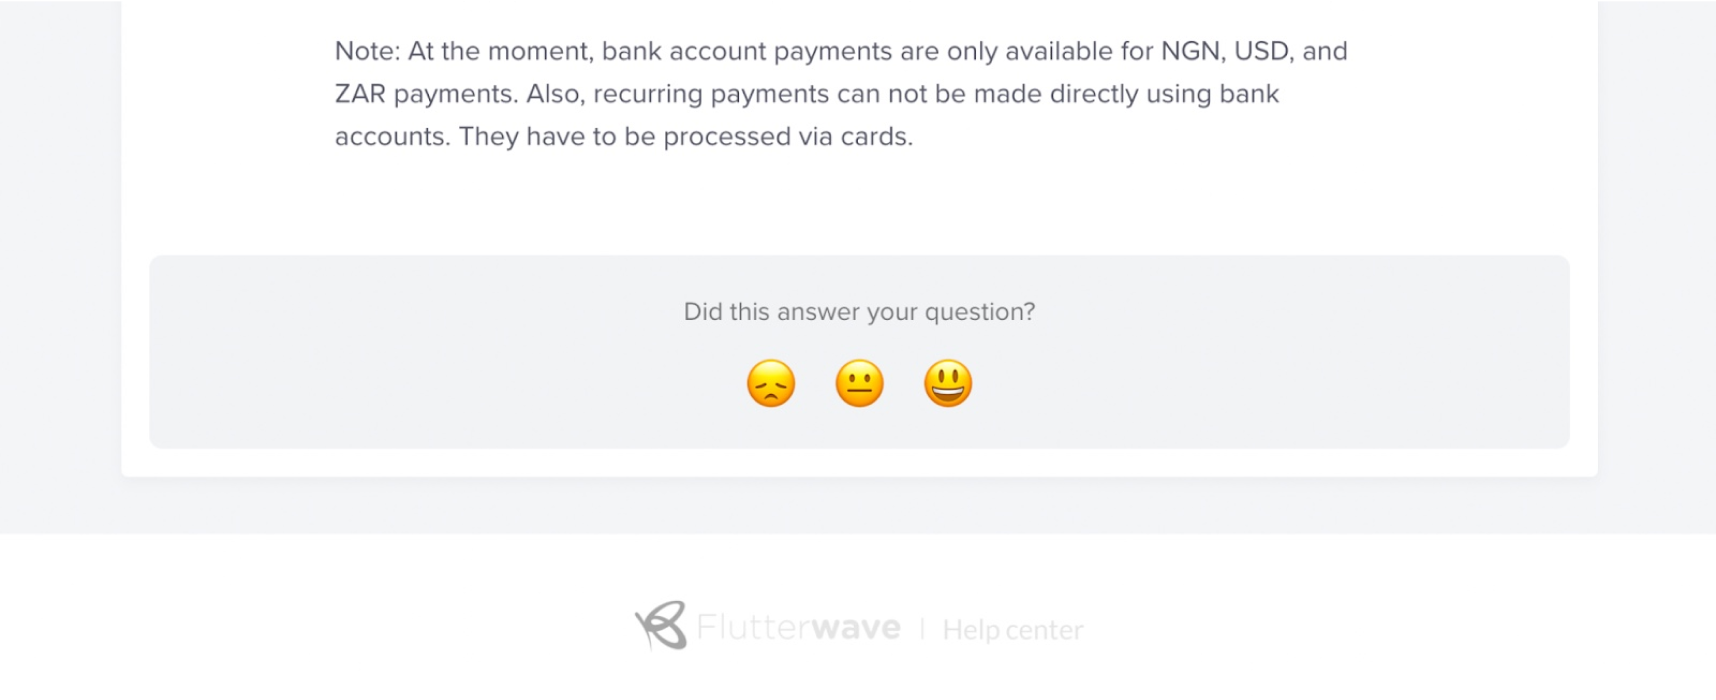 Note: At the moment, bank account payments are only available for NGN, USD, and
ZAR payments. Also, recurring payments can not be made directly using bank
accounts. They have to be processed via cards.
Did this answer your question?
Flutterwave | Help center